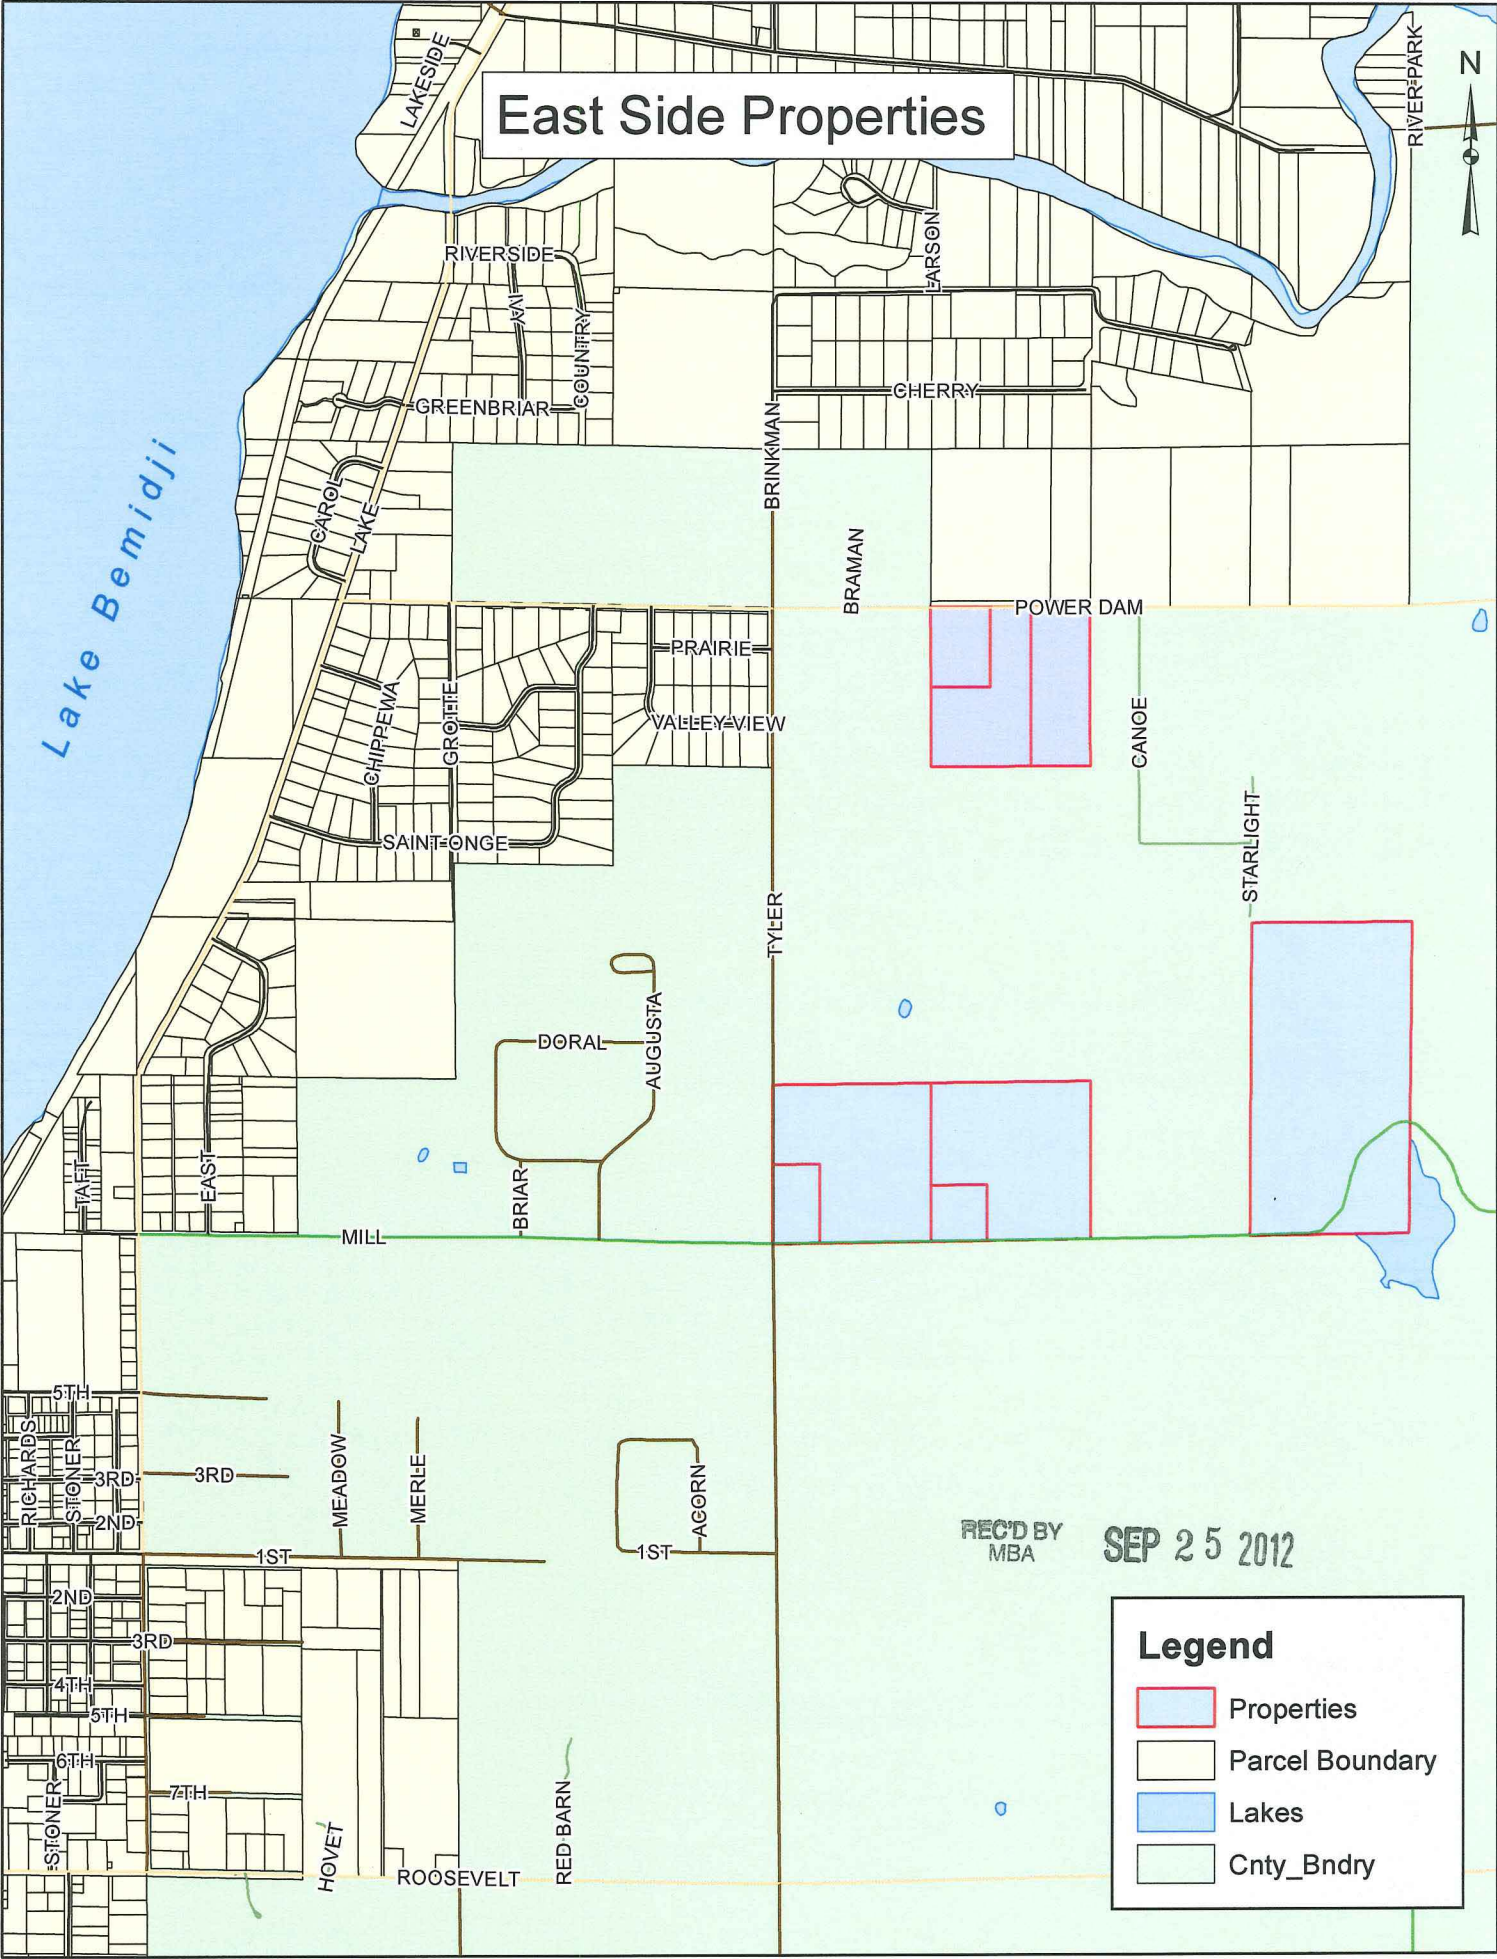 East Side Properties
N
LAKESIDE
RIVER PARK
RIVERSIDE
IVY
COUNTRY
LARSON
GREENBRIAR
CHERRY
BRINKMAN
CAROL
LAKE
Lake Bemidji
BRAMAN
POWER DAM
PRAIRIE
CHIPPEWA
GROTTE
VALLEY VIEW
CANOE
SAINT ONGE
STARLIGHT
TYLER
DORAL
AUGUSTA
TAFT
EAST
BRIAR
MILL
5TH
RICHARDS
STONER
3RD
3RD
MEADOW
MERLE
ACORN
2ND
1ST
1ST
REC'D BY
MBA
SEP 25 2012
2ND
3RD
4TH
5TH
6TH
7TH
STONER
HOVET
ROOSEVELT
RED BARN
Legend
Properties
Parcel Boundary
Lakes
Cnty_Bndry